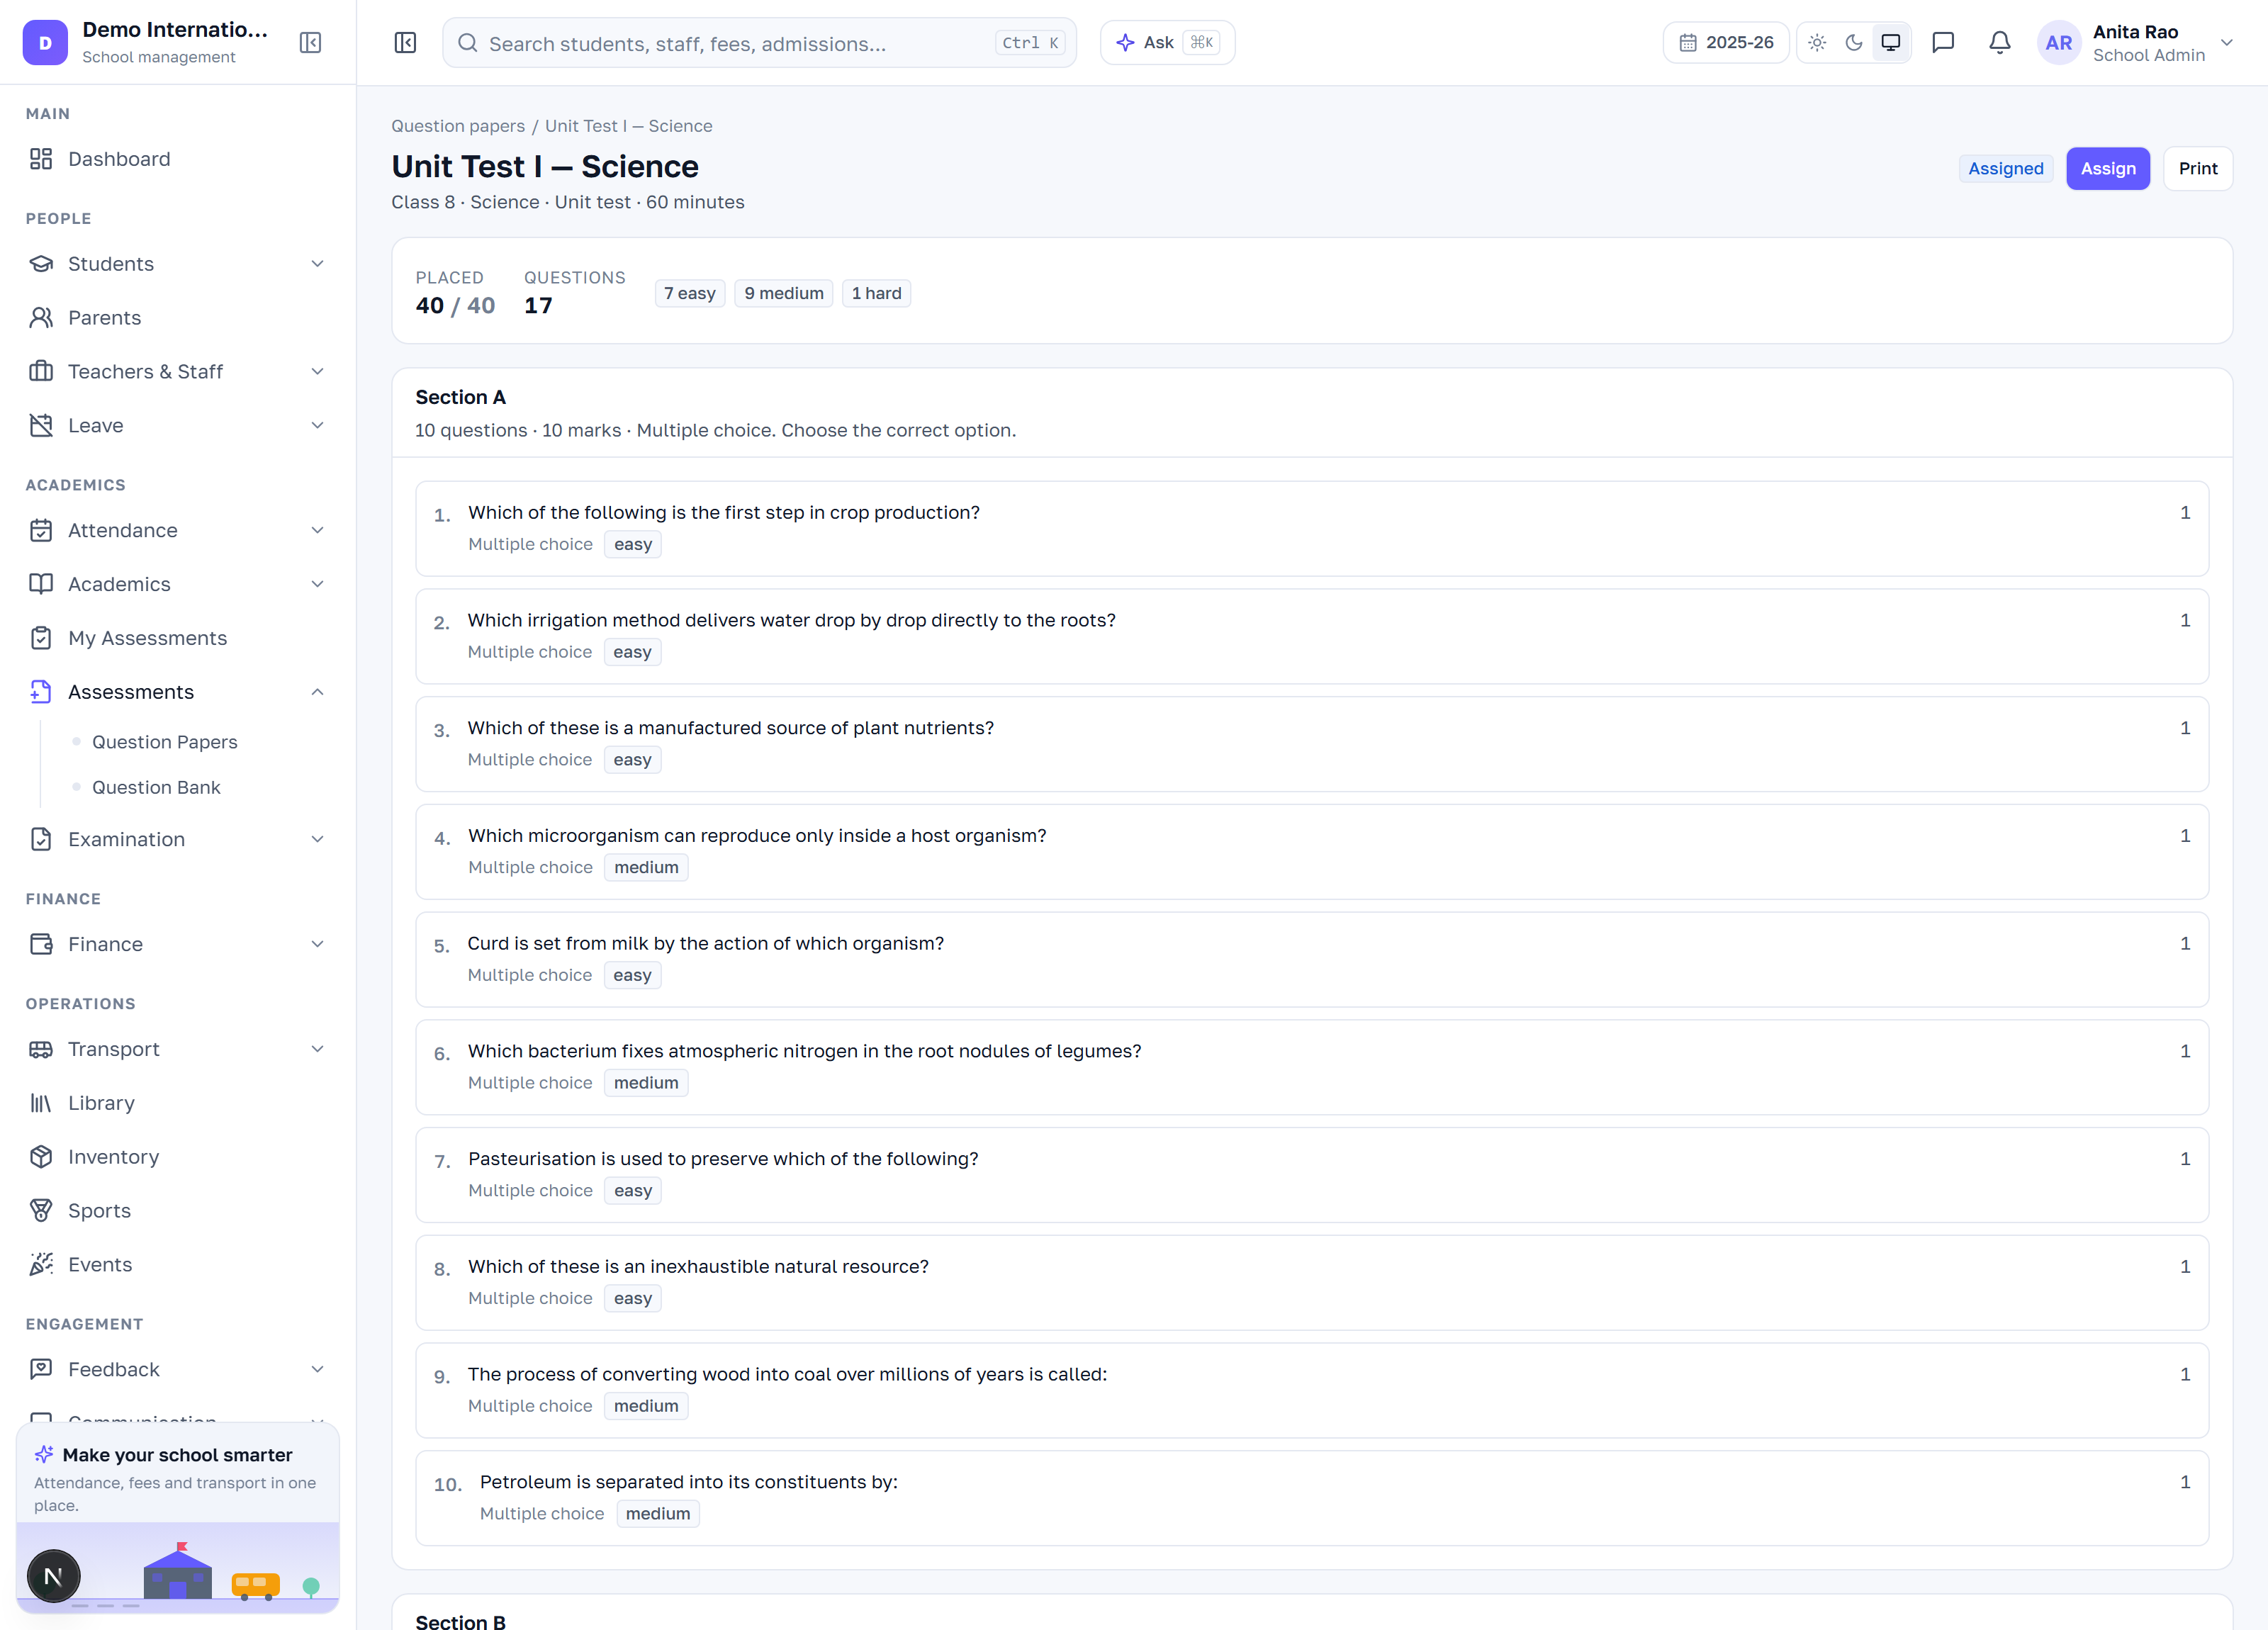 D
Demo Internatio...
School management
Search students, staff, fees, admissions...
Ctrl K
Ask
⌘K
2025-26
AR
Anita Rao
School Admin
MAIN
Dashboard
PEOPLE
Students
Parents
Teachers & Staff
Leave
ACADEMICS
Attendance
Academics
My Assessments
Assessments
Question Papers
Question Bank
Examination
FINANCE
Finance
OPERATIONS
Transport
Library
Inventory
Sports
Events
ENGAGEMENT
Feedback
Communication
Make your school smarter
Attendance, fees and transport in one
place.
N
Question papers / Unit Test I — Science
Unit Test I — Science
Class 8 · Science · Unit test · 60 minutes
Assigned
Assign
Print
PLACED
40 / 40
QUESTIONS
17
7 easy
9 medium
1 hard
Section A
10 questions · 10 marks · Multiple choice. Choose the correct option.
1. Which of the following is the first step in crop production? 1
Multiple choice easy
2. Which irrigation method delivers water drop by drop directly to the roots? 1
Multiple choice easy
3. Which of these is a manufactured source of plant nutrients? 1
Multiple choice easy
4. Which microorganism can reproduce only inside a host organism? 1
Multiple choice medium
5. Curd is set from milk by the action of which organism? 1
Multiple choice easy
6. Which bacterium fixes atmospheric nitrogen in the root nodules of legumes? 1
Multiple choice medium
7. Pasteurisation is used to preserve which of the following? 1
Multiple choice easy
8. Which of these is an inexhaustible natural resource? 1
Multiple choice easy
9. The process of converting wood into coal over millions of years is called: 1
Multiple choice medium
10. Petroleum is separated into its constituents by: 1
Multiple choice medium
Section B